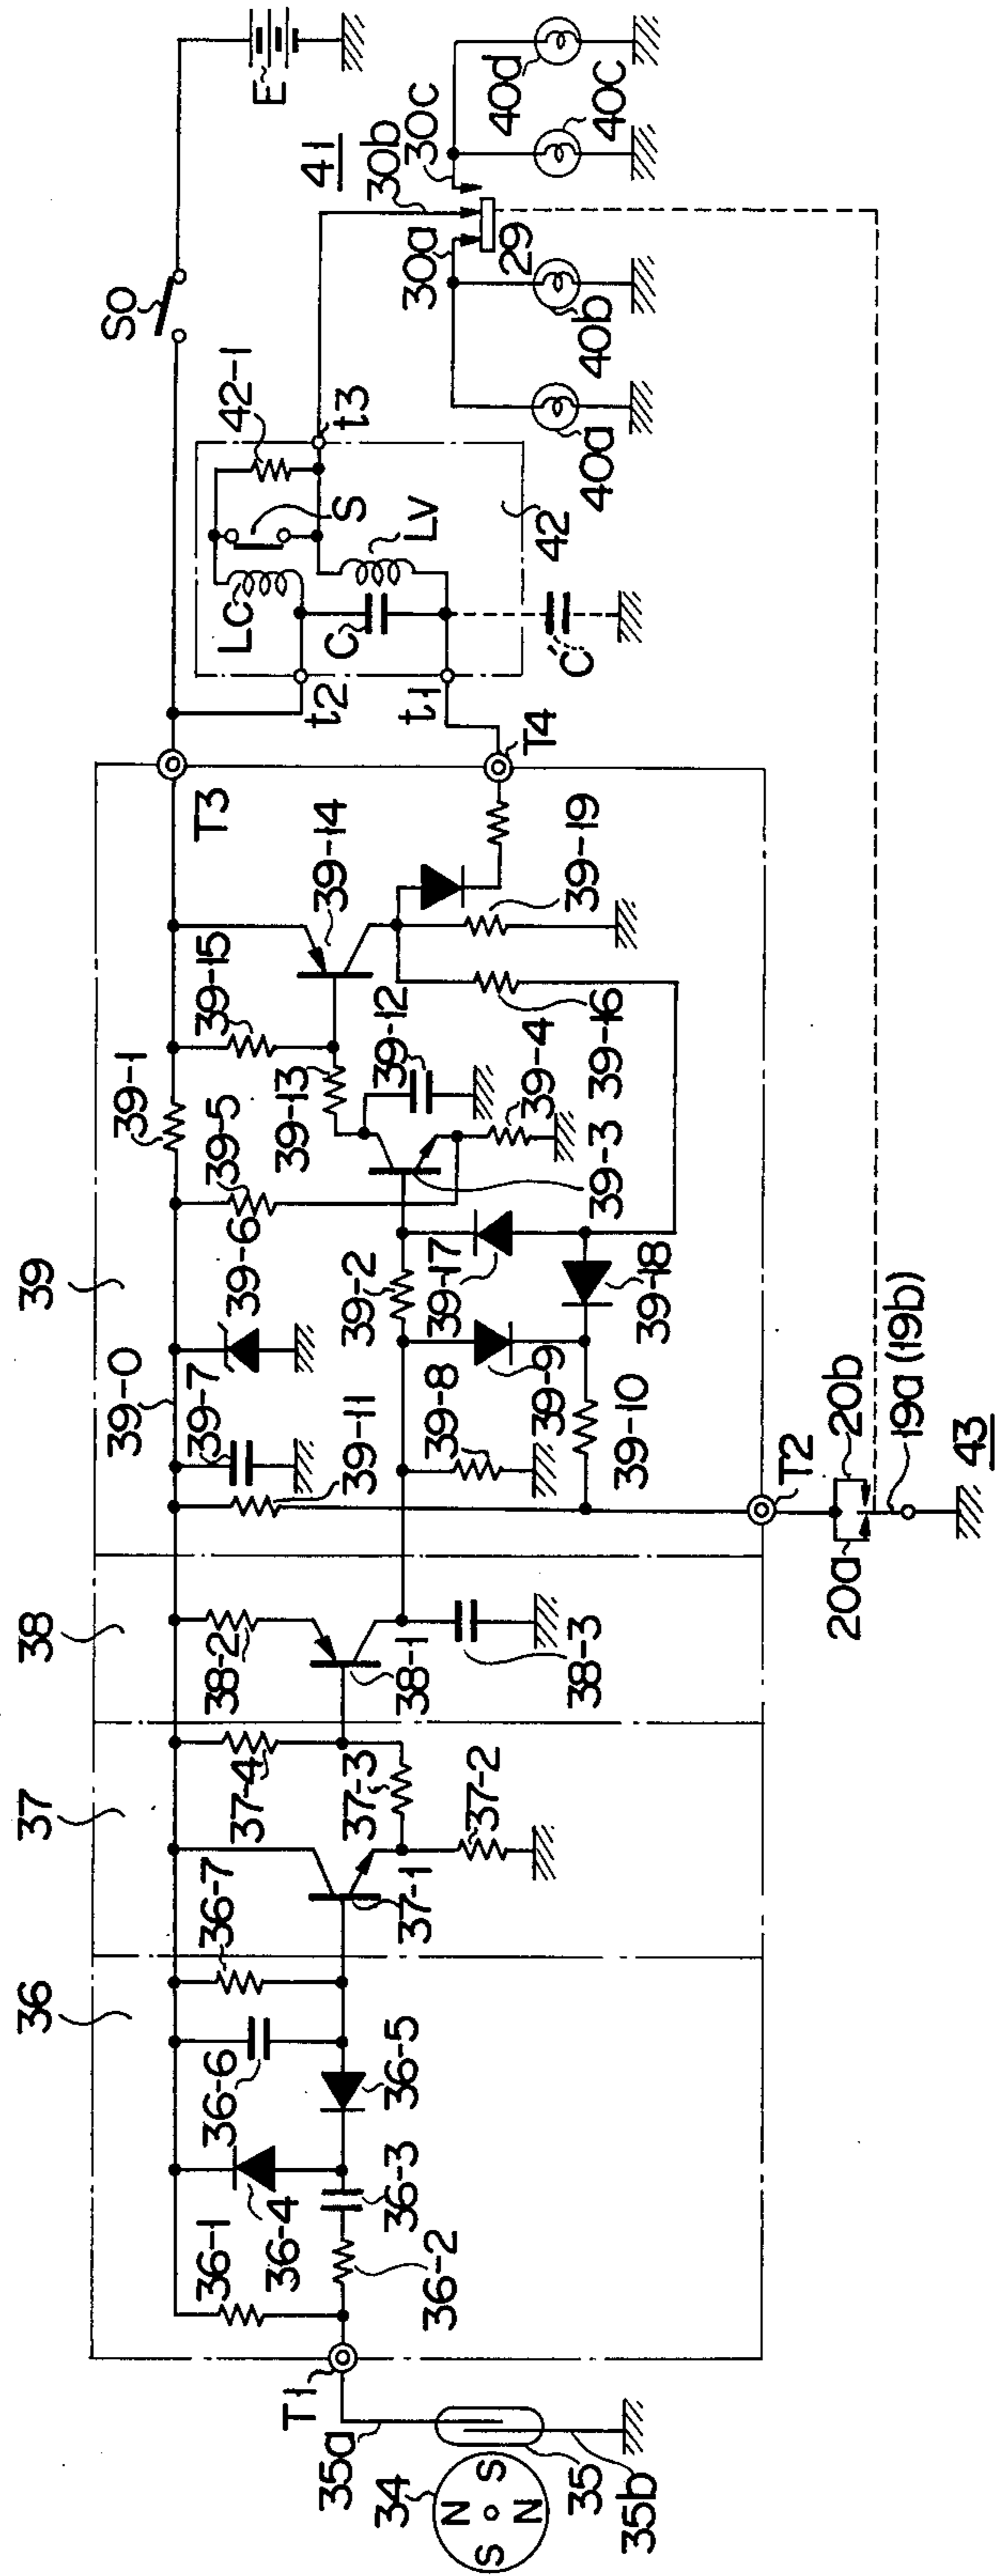 36
37
38
39
T1
T2
T3
T4
34
N
S
S
N
35
35a
35b
36-1
36-2
36-3
36-4
36-5
36-6
36-7
37-1
37-2
37-3
37-4
38-1
38-2
38-3
39-0
39-1
39-2
39-3
39-4
39-5
39-6
39-7
39-8
39-9
39-10
39-11
39-12
39-13
39-14
39-15
39-16
39-17
39-18
39-19
20a
20b
19a (19b)
43
t1
t2
t3
LC
LV
S
C
C'
42
42-1
SO
E
41
30a
30b
30c
29
40a
40b
40c
40d